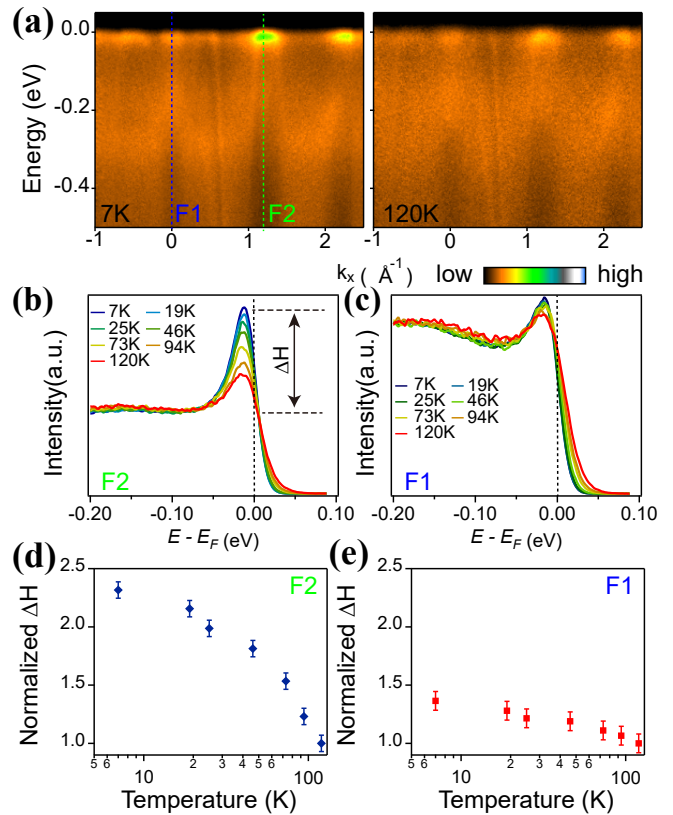 (a)
0.0
-0.2
-0.4
Energy (eV)
7K
F1
F2
120K
-1 0 1 2
-1 0 1 2
kx ( Å-1)
low
high
(b)
7K 19K
25K 46K
73K 94K
120K
ΔH
Intensity(a.u.)
F2
-0.20 -0.10 0.00 0.10
E - EF (eV)
(c)
7K 19K
25K 46K
73K 94K
120K
Intensity(a.u.)
F1
-0.20 -0.10 0.00 0.10
E - EF (eV)
(d)
2.5
2.0
1.5
1.0
Normalized ΔH
F2
5 6 10 2 3 4 5 6 100
Temperature (K)
(e)
2.5
2.0
1.5
1.0
Normalized ΔH
F1
5 6 10 2 3 4 5 6 100
Temperature (K)